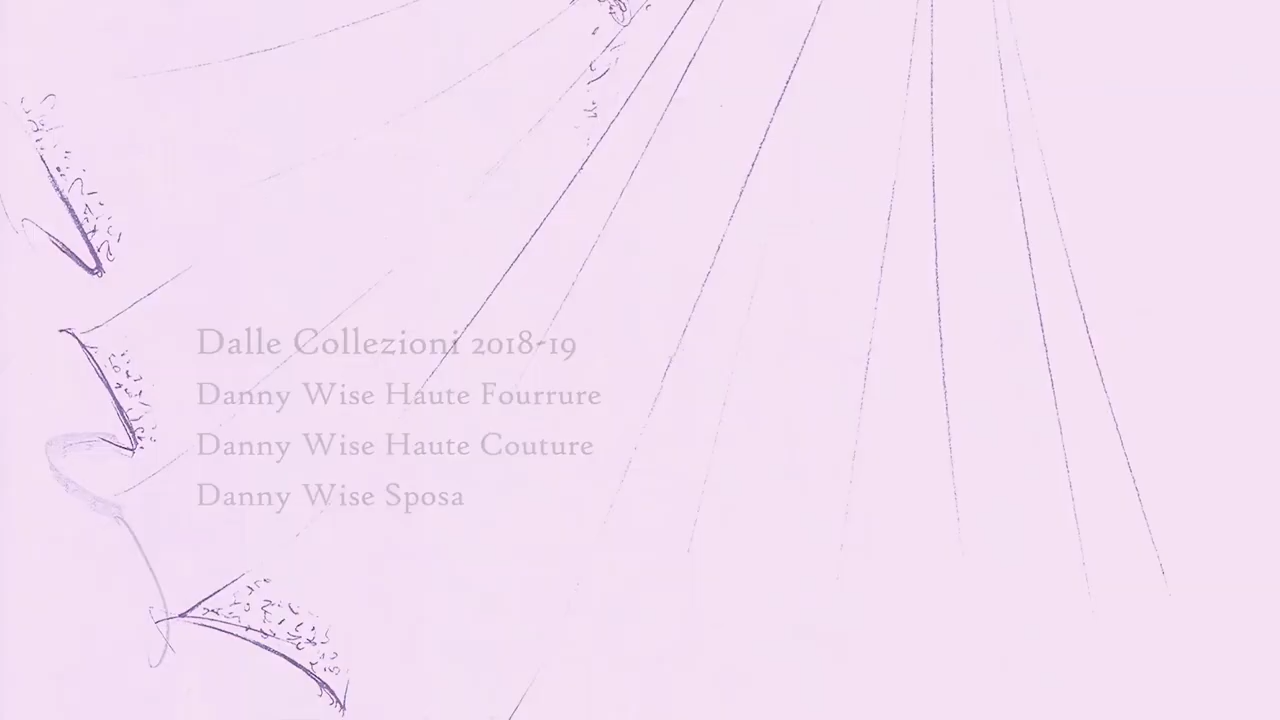 Dalle Collezioni 2018-19
Danny Wise Haute Fourrure
Danny Wise Haute Couture
Danny Wise Sposa